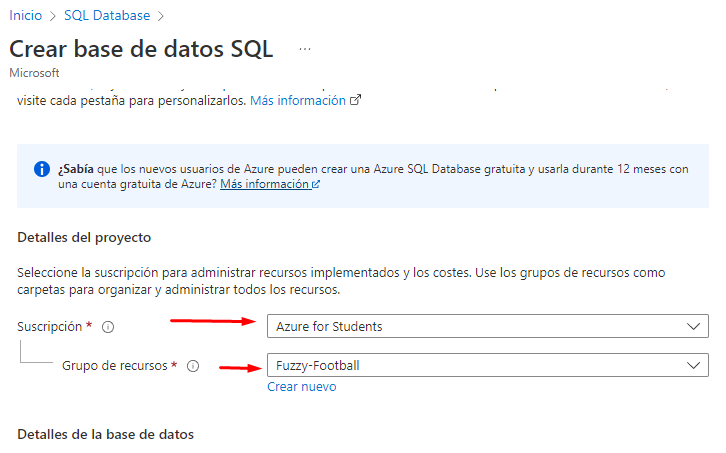 Inicio > SQL Database >
Crear base de datos SQL ...
Microsoft
visite cada pestaña para personalizarlos. Más información
¿Sabía que los nuevos usuarios de Azure pueden crear una Azure SQL Database gratuita y usarla durante 12 meses con
una cuenta gratuita de Azure? Más información
Detalles del proyecto
Seleccione la suscripción para administrar recursos implementados y los costes. Use los grupos de recursos como
carpetas para organizar y administrar todos los recursos.
Suscripción * Azure for Students
Grupo de recursos * Fuzzy-Football
Crear nuevo
Detalles de la base de datos